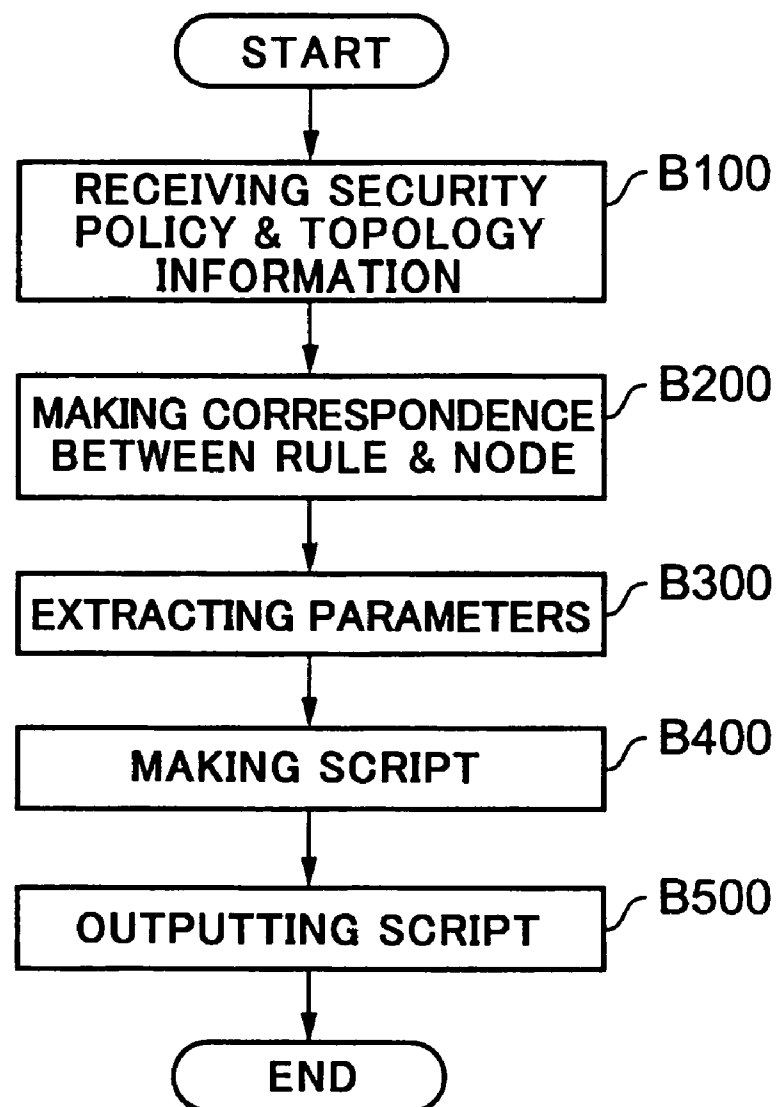 START
RECEIVING SECURITY
POLICY & TOPOLOGY
INFORMATION
B100
MAKING CORRESPONDENCE
BETWEEN RULE & NODE
B200
EXTRACTING PARAMETERS
B300
MAKING SCRIPT
B400
OUTPUTTING SCRIPT
B500
END